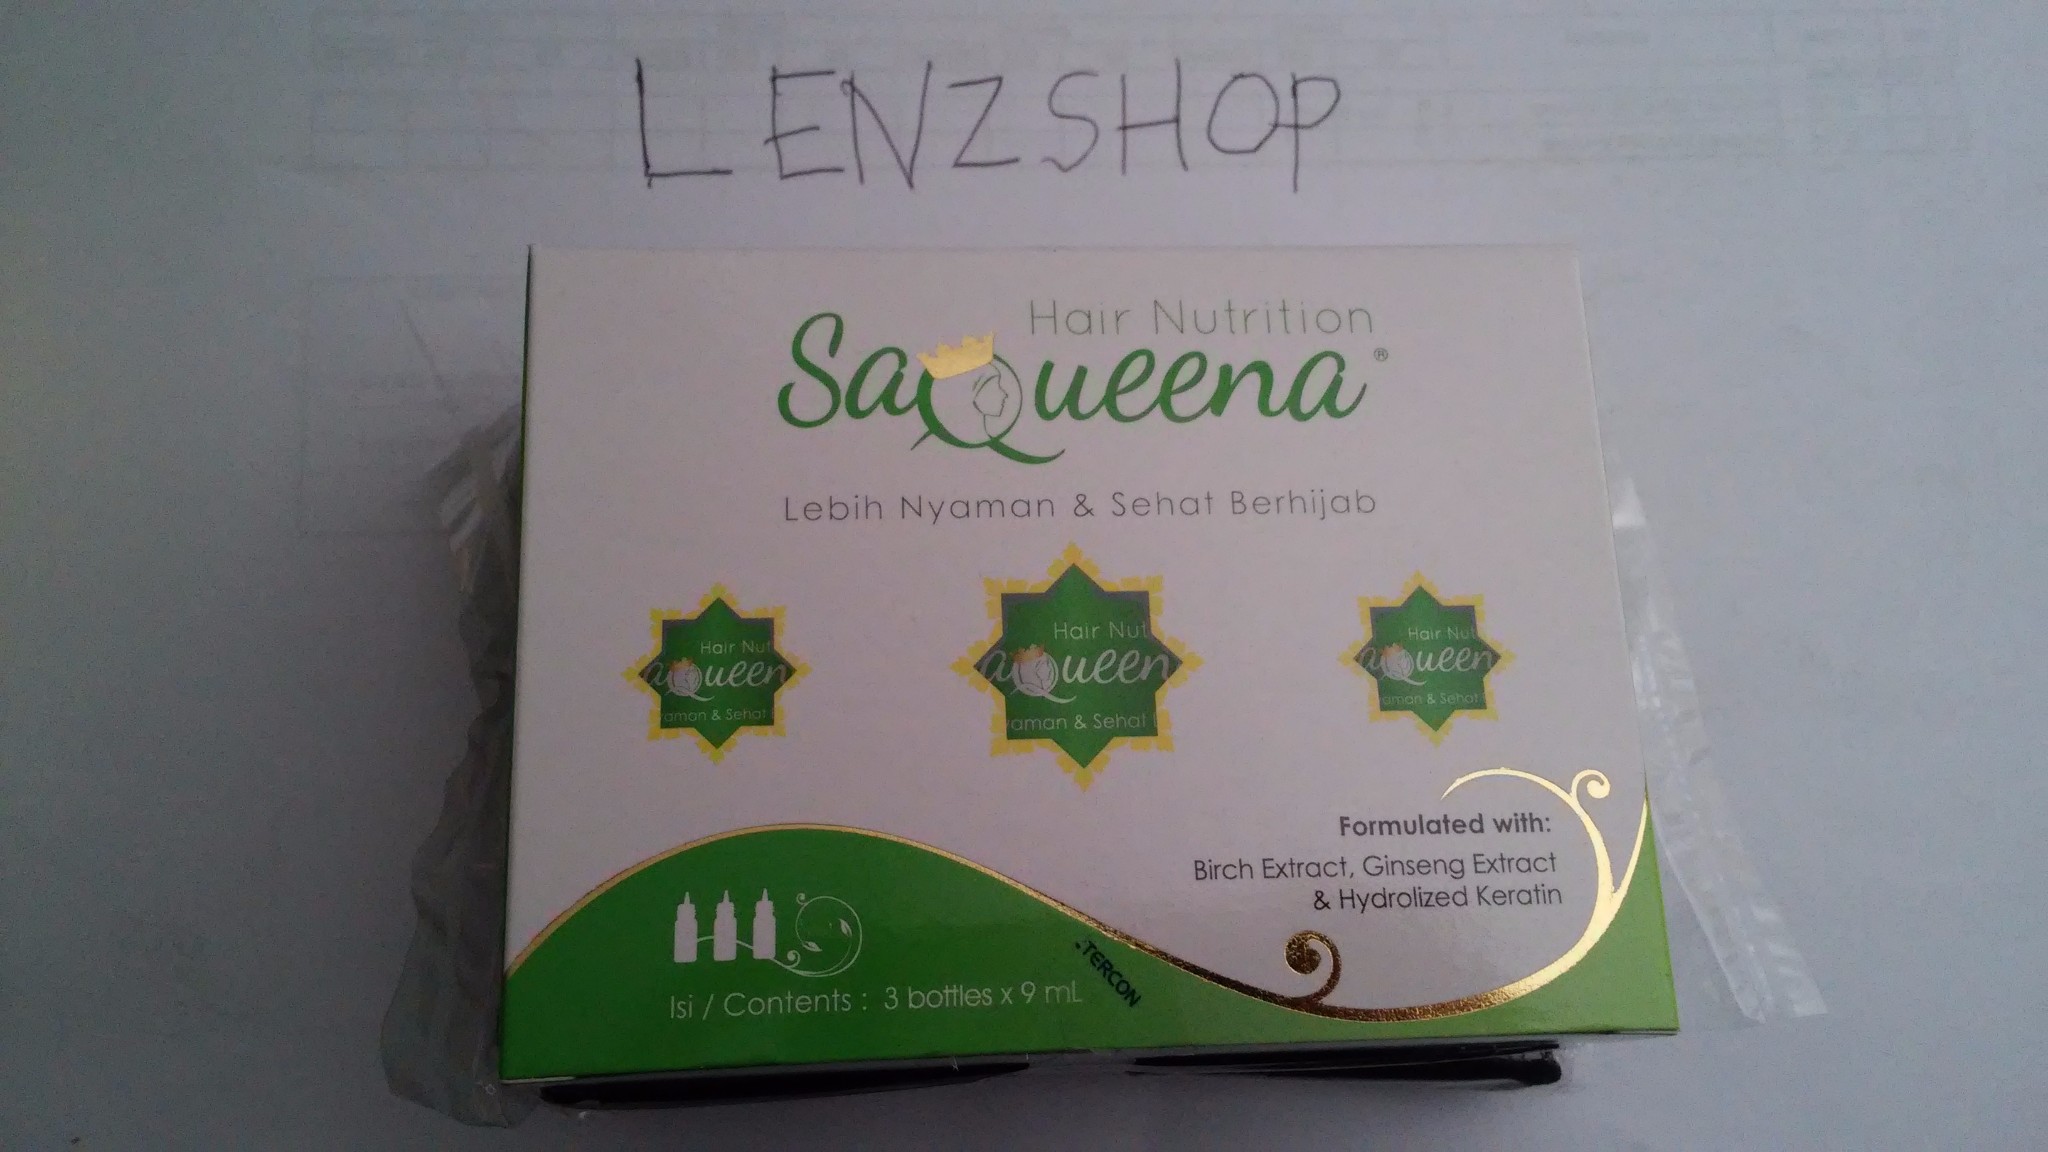 LENZSHOP
Hair Nutrition
SaQueena®
Lebih Nyaman & Sehat Berhijab
Hair Nut
aQueen
yaman & Sehat
Hair Nut
aQueen
yaman & Sehat
Hair Nut
aQueen
yaman & Sehat
Formulated with:
Birch Extract, Ginseng Extract
& Hydrolized Keratin
Isi / Contents : 3 bottles x 9 mL
TERCON